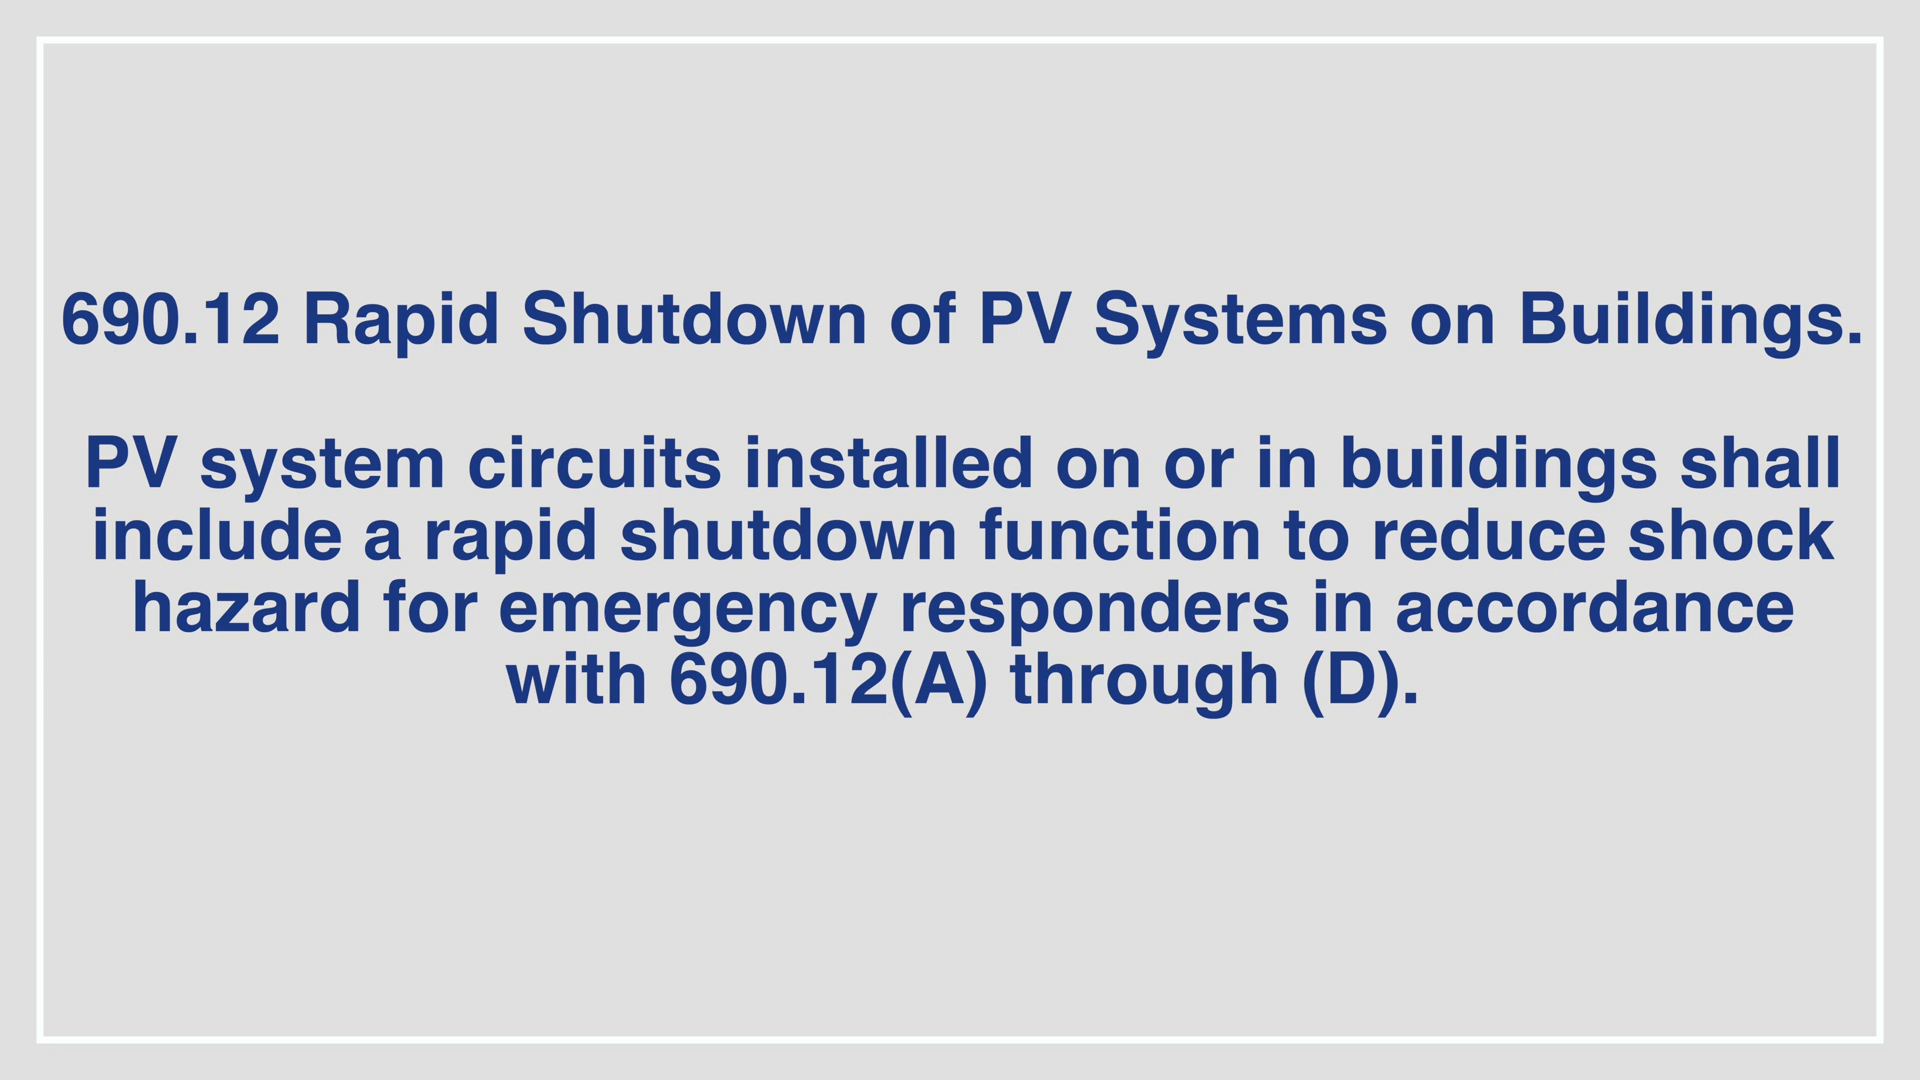 690.12 Rapid Shutdown of PV Systems on Buildings.
PV system circuits installed on or in buildings shall
include a rapid shutdown function to reduce shock
hazard for emergency responders in accordance
with 690.12(A) through (D).